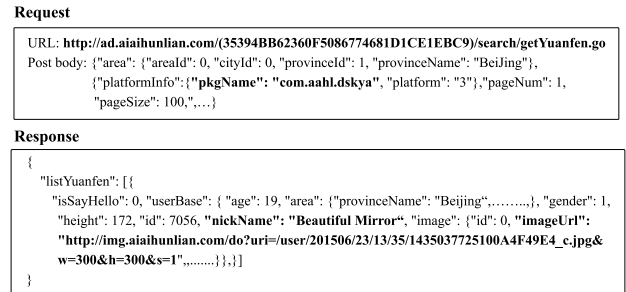 Request
URL: http://ad.aiaihunlian.com/(35394BB62360F5086774681D1CE1EBC9)/search/getYuanfen.go
Post body: {"area": {"areaId": 0, "cityId": 0, "provinceId": 1, "provinceName": "BeiJing"},
{"platformInfo":{"pkgName": "com.aahl.dskya", "platform": "3"},"pageNum": 1,
"pageSize": 100,",…}
Response
{
"listYuanfen": [{
"isSayHello": 0, "userBase": { "age": 19, "area": {"provinceName": "Beijing“,……..,}, "gender": 1,
"height": 172, "id": 7056, "nickName": "Beautiful Mirror“, "image": {"id": 0, "imageUrl":
"http://img.aiaihunlian.com/do?uri=/user/201506/23/13/35/1435037725100A4F49E4_c.jpg&
w=300&h=300&s=1",,.......}},}]
}